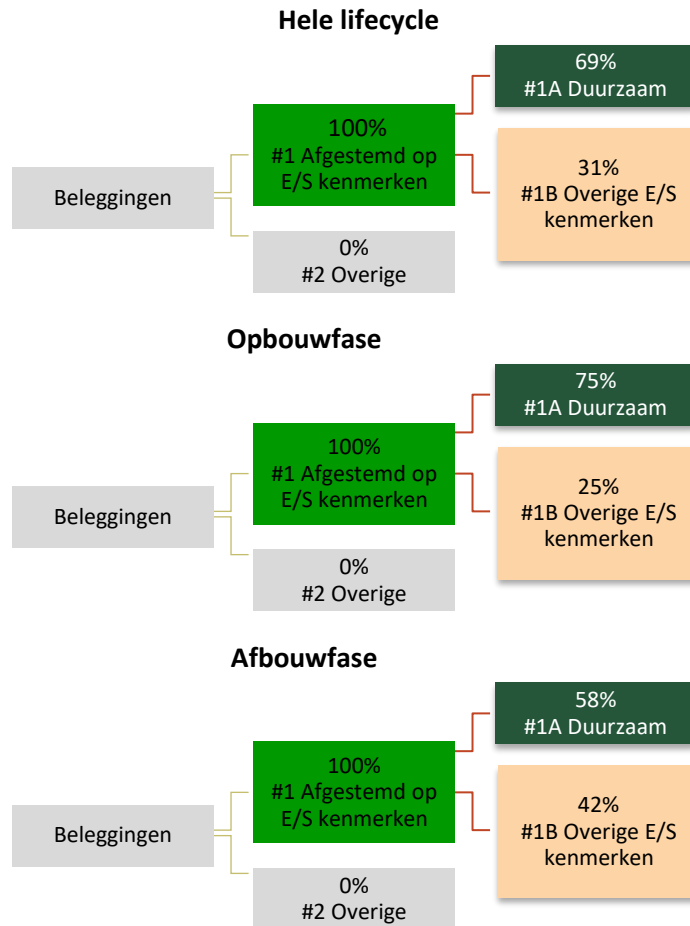 Hele lifecycle
69%
#1A Duurzaam
100%
#1 Afgestemd op
E/S kenmerken
31%
#1B Overige E/S
kenmerken
Beleggingen
0%
#2 Overige
Opbouwfase
75%
#1A Duurzaam
100%
#1 Afgestemd op
E/S kenmerken
25%
#1B Overige E/S
kenmerken
Beleggingen
0%
#2 Overige
Afbouwfase
58%
#1A Duurzaam
100%
#1 Afgestemd op
E/S kenmerken
42%
#1B Overige E/S
kenmerken
Beleggingen
0%
#2 Overige